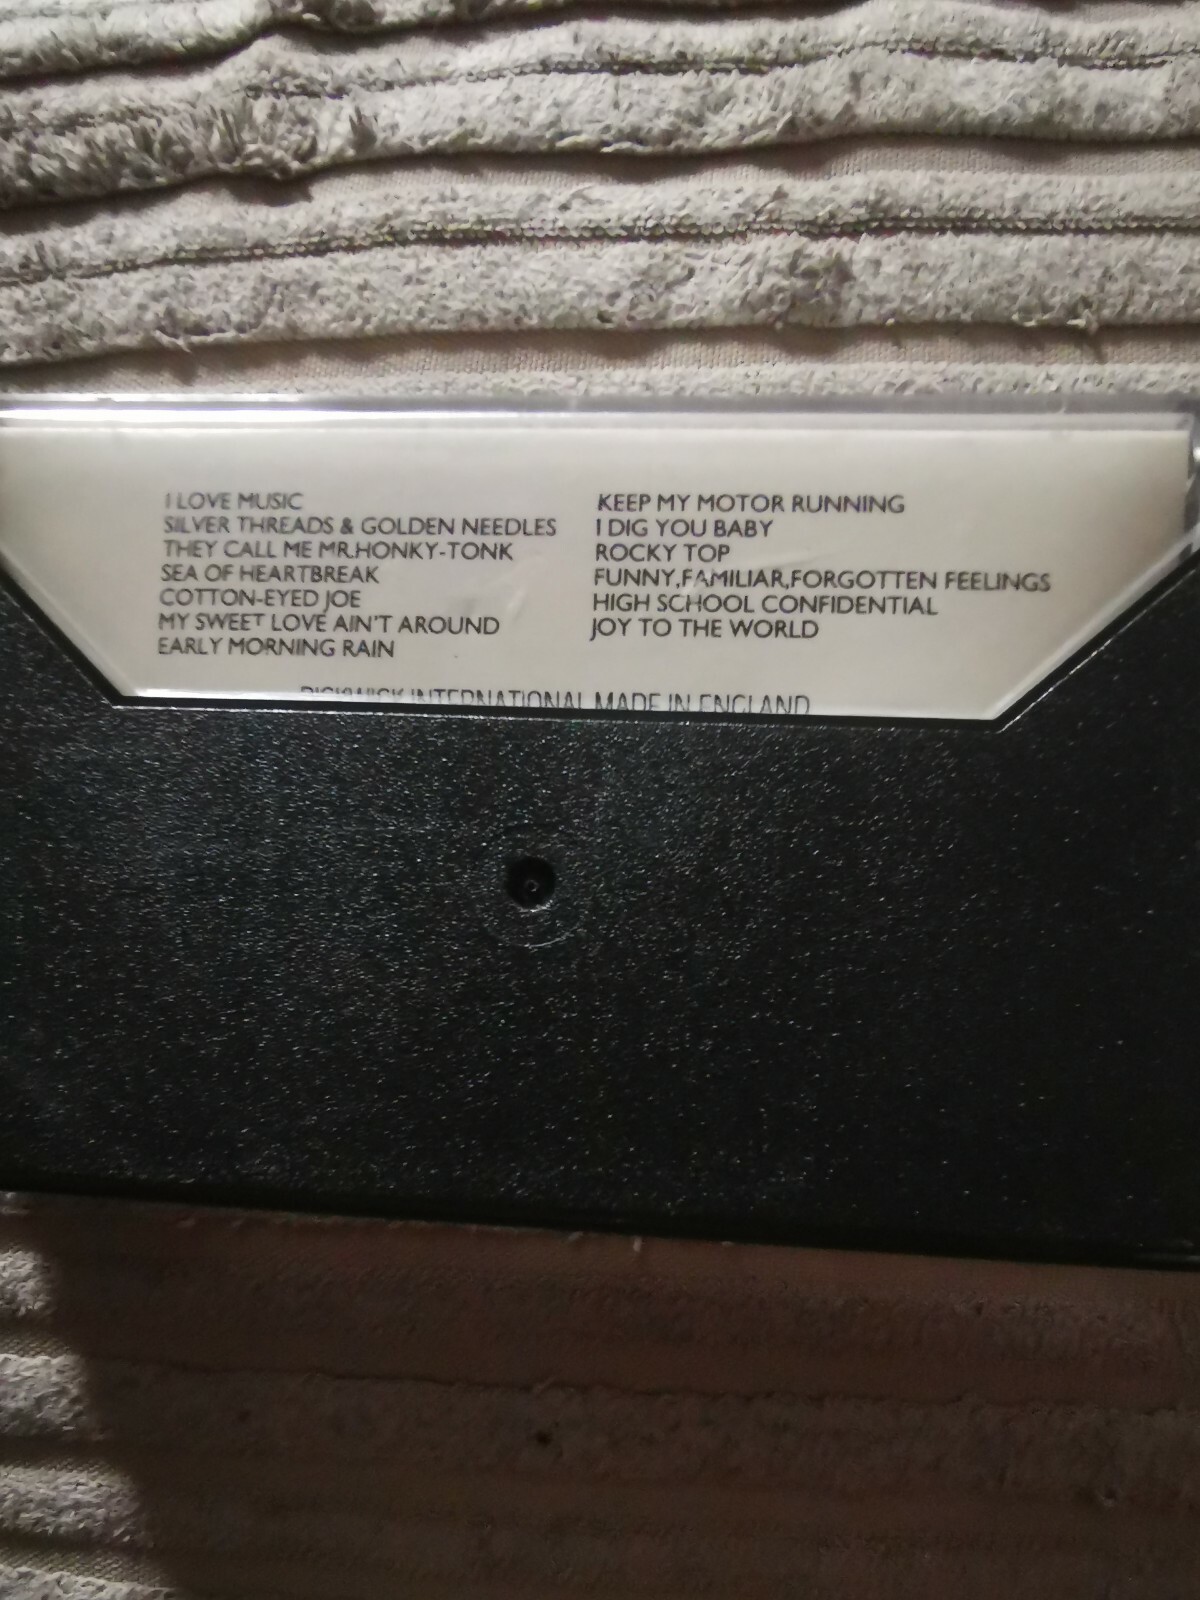 I LOVE MUSIC
SILVER THREADS & GOLDEN NEEDLES
THEY CALL ME MR.HONKY-TONK
SEA OF HEARTBREAK
COTTON-EYED JOE
MY SWEET LOVE AIN'T AROUND
EARLY MORNING RAIN
KEEP MY MOTOR RUNNING
I DIG YOU BABY
ROCKY TOP
FUNNY,FAMILIAR,FORGOTTEN FEELINGS
HIGH SCHOOL CONFIDENTIAL
JOY TO THE WORLD
PICKWICK INTERNATIONAL MADE IN ENGLAND